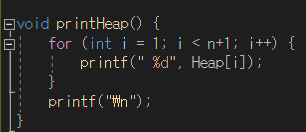 void printHeap() {
for (int i = 1; i < n+1; i++) {
printf(" %d", Heap[i]);
}
printf("₩n");
}